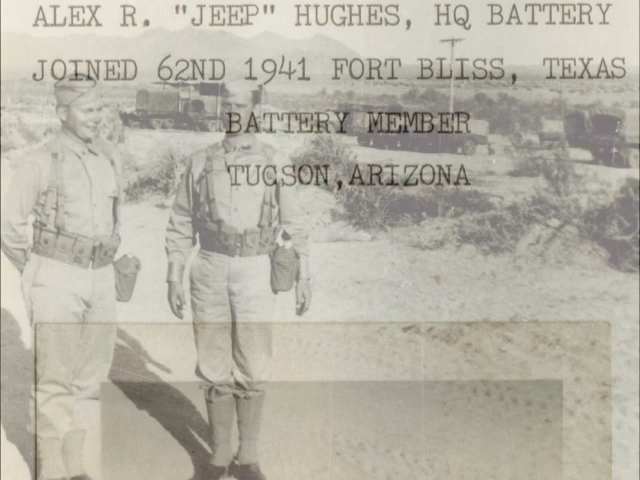 ALEX R. "JEEP" HUGHES, HQ BATTERY
JOINED 62ND 1941 FORT BLISS, TEXAS
BATTERY MEMBER
TUCSON,ARIZONA